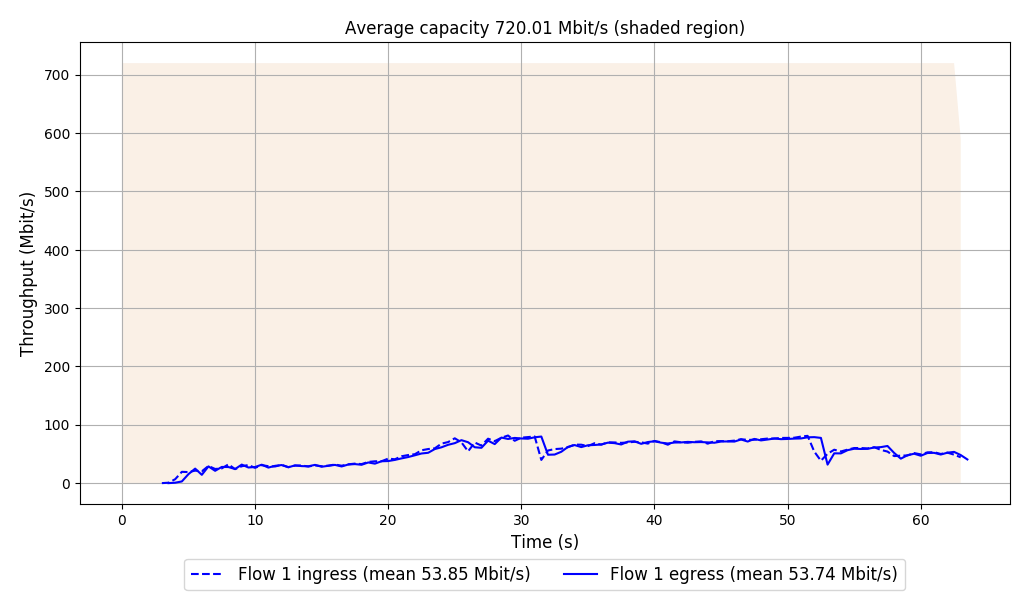 Average capacity 720.01 Mbit/s (shaded region)
Throughput (Mbit/s)
700
600
500
400
300
200
100
0
0 10 20 30 40 50 60
Time (s)
Flow 1 ingress (mean 53.85 Mbit/s) Flow 1 egress (mean 53.74 Mbit/s)